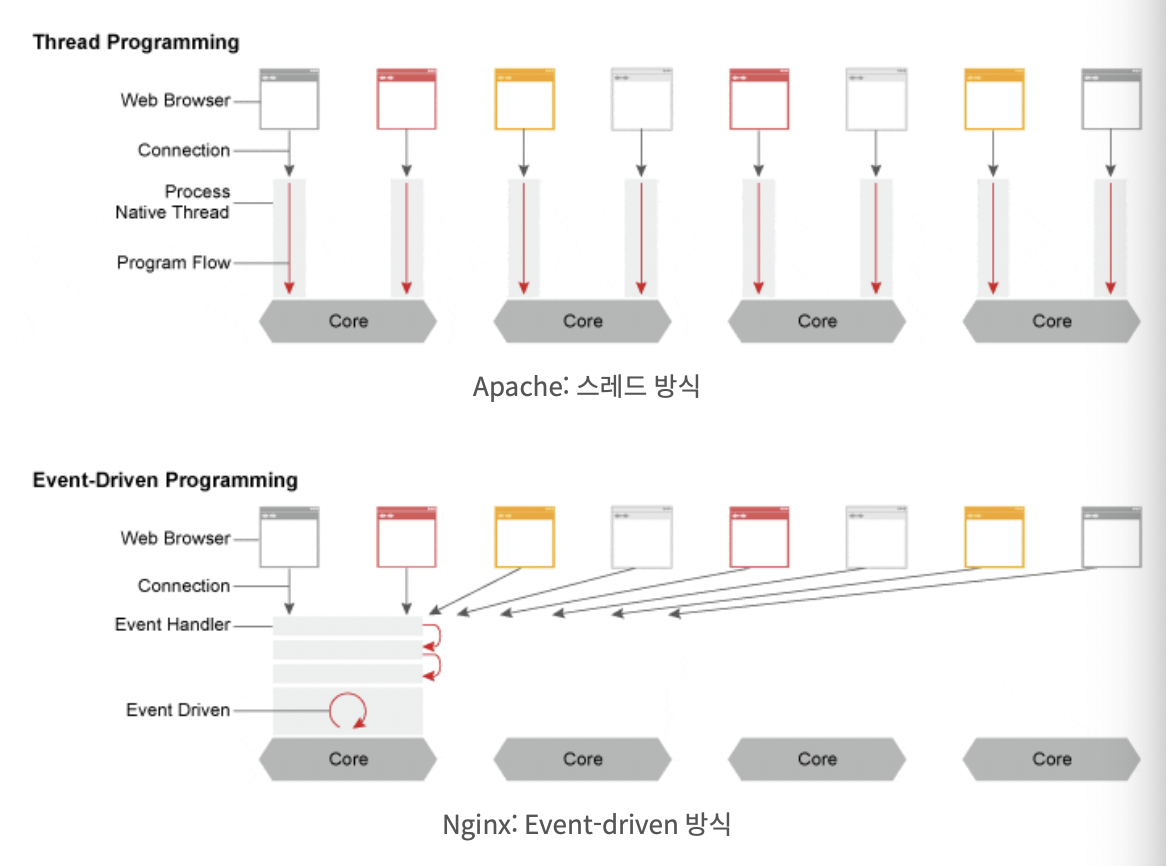 Thread Programming
Web Browser
Connection
Process
Native Thread
Program Flow
Core
Core
Core
Core
Apache: 스레드 방식
Event-Driven Programming
Web Browser
Connection
Event Handler
Event Driven
Core
Core
Core
Core
Nginx: Event-driven 방식